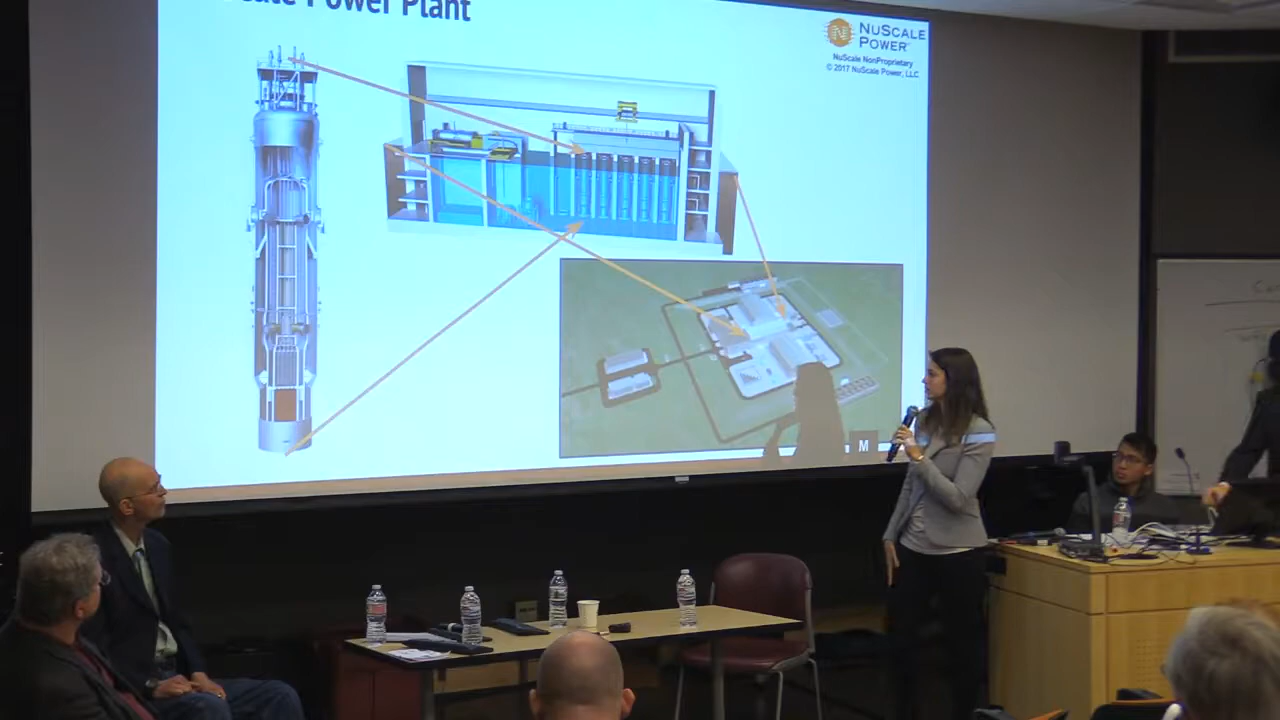 Power Plant
NuScale
Power
NuScale NonProprietary
© 2017 NuScale Power, LLC
M